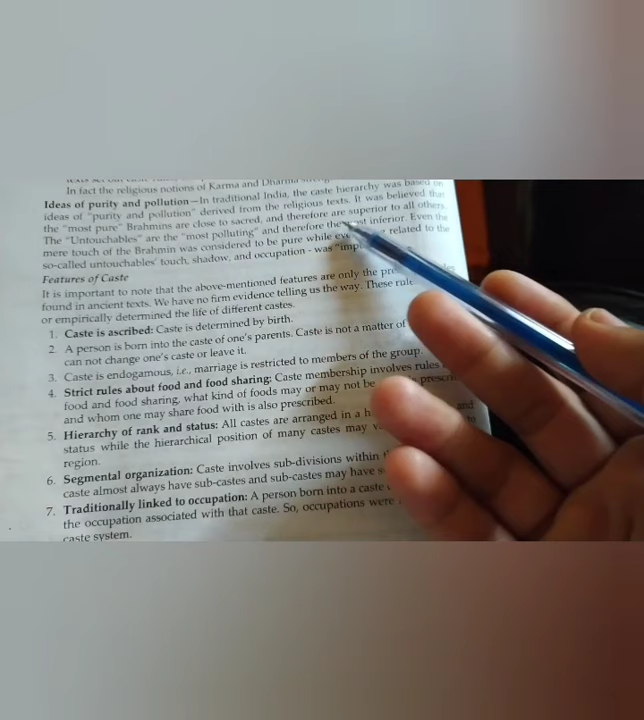 In fact the religious notions of Karma and Dharma
Ideas of purity and pollution—In traditional India, the caste hierarchy was based on
ideas of "purity and pollution" derived from the religious texts. It was believed that
the "most pure" Brahmins are close to sacred, and therefore are superior to all others.
The "Untouchables" are the "most polluting" and therefore the inferior. Even the
mere touch of the Brahmin was considered to be pure while related to the
so-called untouchables' touch, shadow, and occupation - was
Features of Caste
It is important to note that the above-mentioned features are only the
found in ancient texts. We have no firm evidence telling us the way. These
or empirically determined the life of different castes.
1. Caste is ascribed: Caste is determined by birth.
2. A person is born into the caste of one's parents. Caste is not a matter of
can not change one's caste or leave it.
3. Caste is endogamous, i.e., marriage is restricted to members of the group.
4. Strict rules about food and food sharing: Caste membership involves rules
food and food sharing, what kind of foods may or may not be
and whom one may share food with is also prescribed.
5. Hierarchy of rank and status: All castes are arranged in a and
status while the hierarchical position of many castes may to
region.
6. Segmental organization: Caste involves sub-divisions within
caste almost always have sub-castes and sub-castes may have
7. Traditionally linked to occupation: A person born into a caste
the occupation associated with that caste. So, occupations were
caste system.